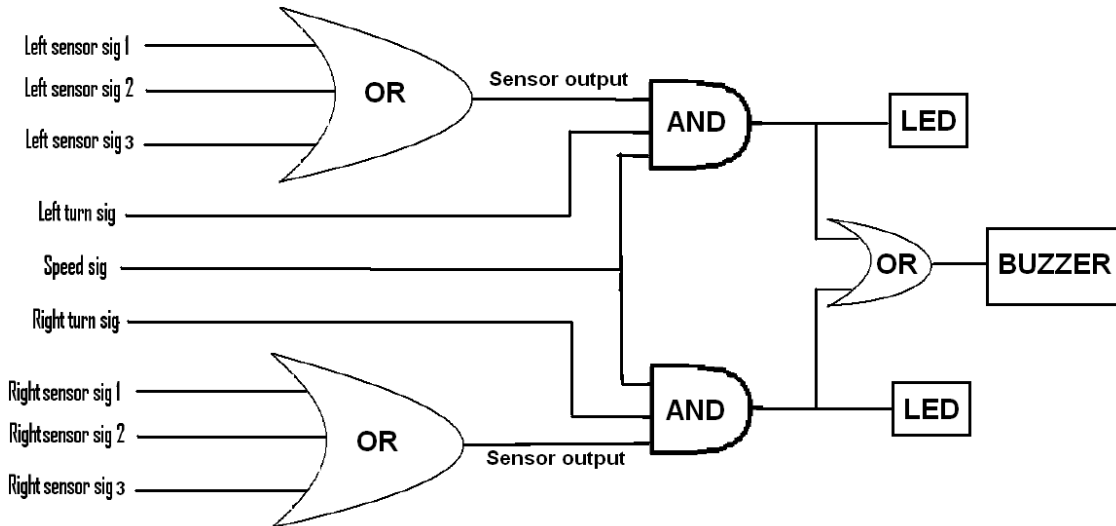 Left sensor sig 1
Left sensor sig 2
Left sensor sig 3
OR
Sensor output
AND
LED
Left turn sig
Speed sig
OR
BUZZER
Right turn sig
Right sensor sig 1
Right sensor sig 2
Right sensor sig 3
OR
Sensor output
AND
LED